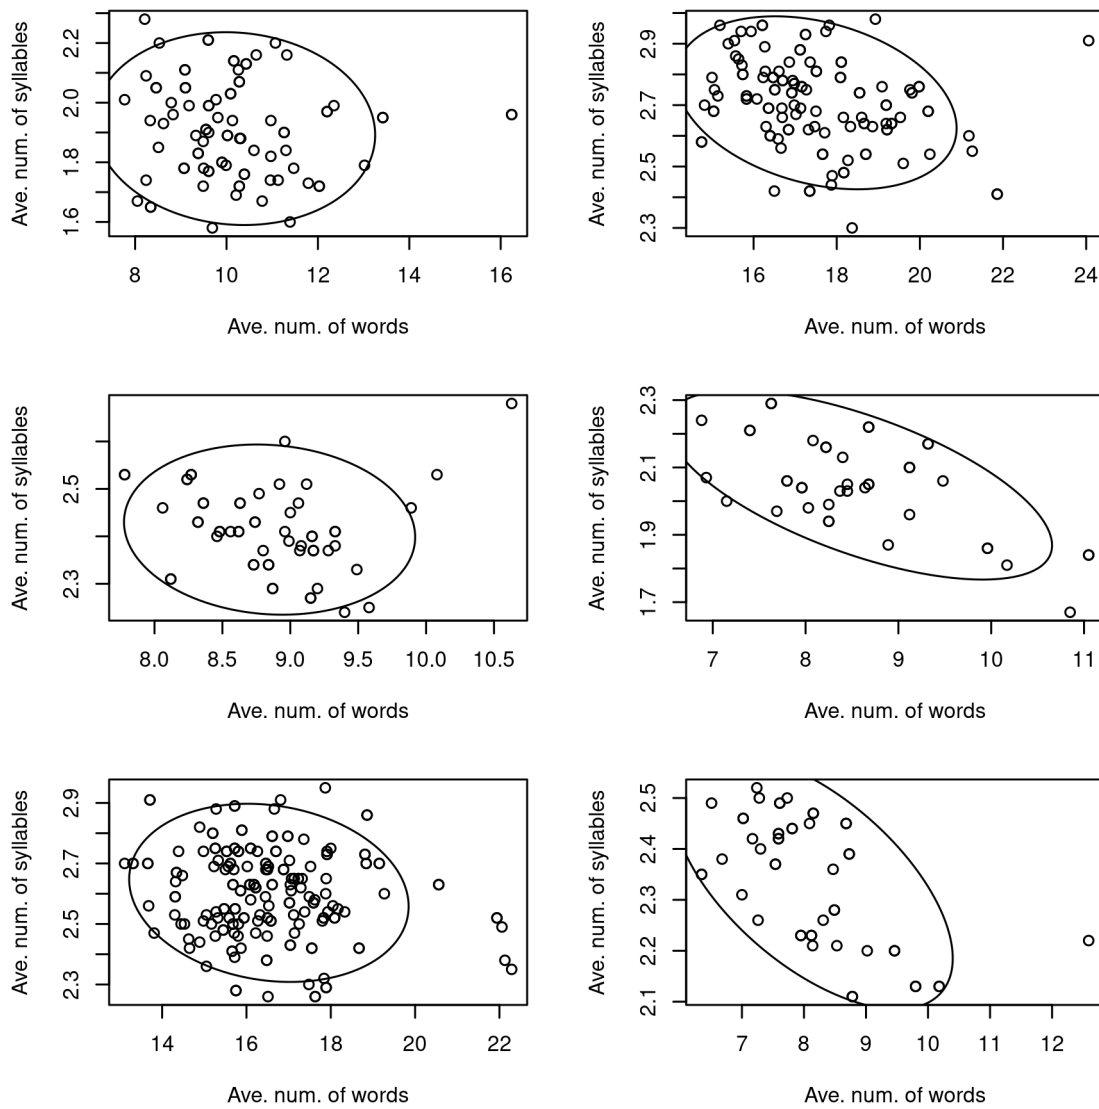 Ave. num. of syllables
1.6 1.8 2.0 2.2
8 10 12 14 16
Ave. num. of words
Ave. num. of syllables
2.3 2.5 2.7 2.9
16 18 20 22 24
Ave. num. of words
Ave. num. of syllables
2.3 2.5
8.0 8.5 9.0 9.5 10.0 10.5
Ave. num. of words
Ave. num. of syllables
1.7 1.9 2.1 2.3
7 8 9 10 11
Ave. num. of words
Ave. num. of syllables
2.3 2.5 2.7 2.9
14 16 18 20 22
Ave. num. of words
Ave. num. of syllables
2.1 2.2 2.3 2.4 2.5
7 8 9 10 11 12
Ave. num. of words